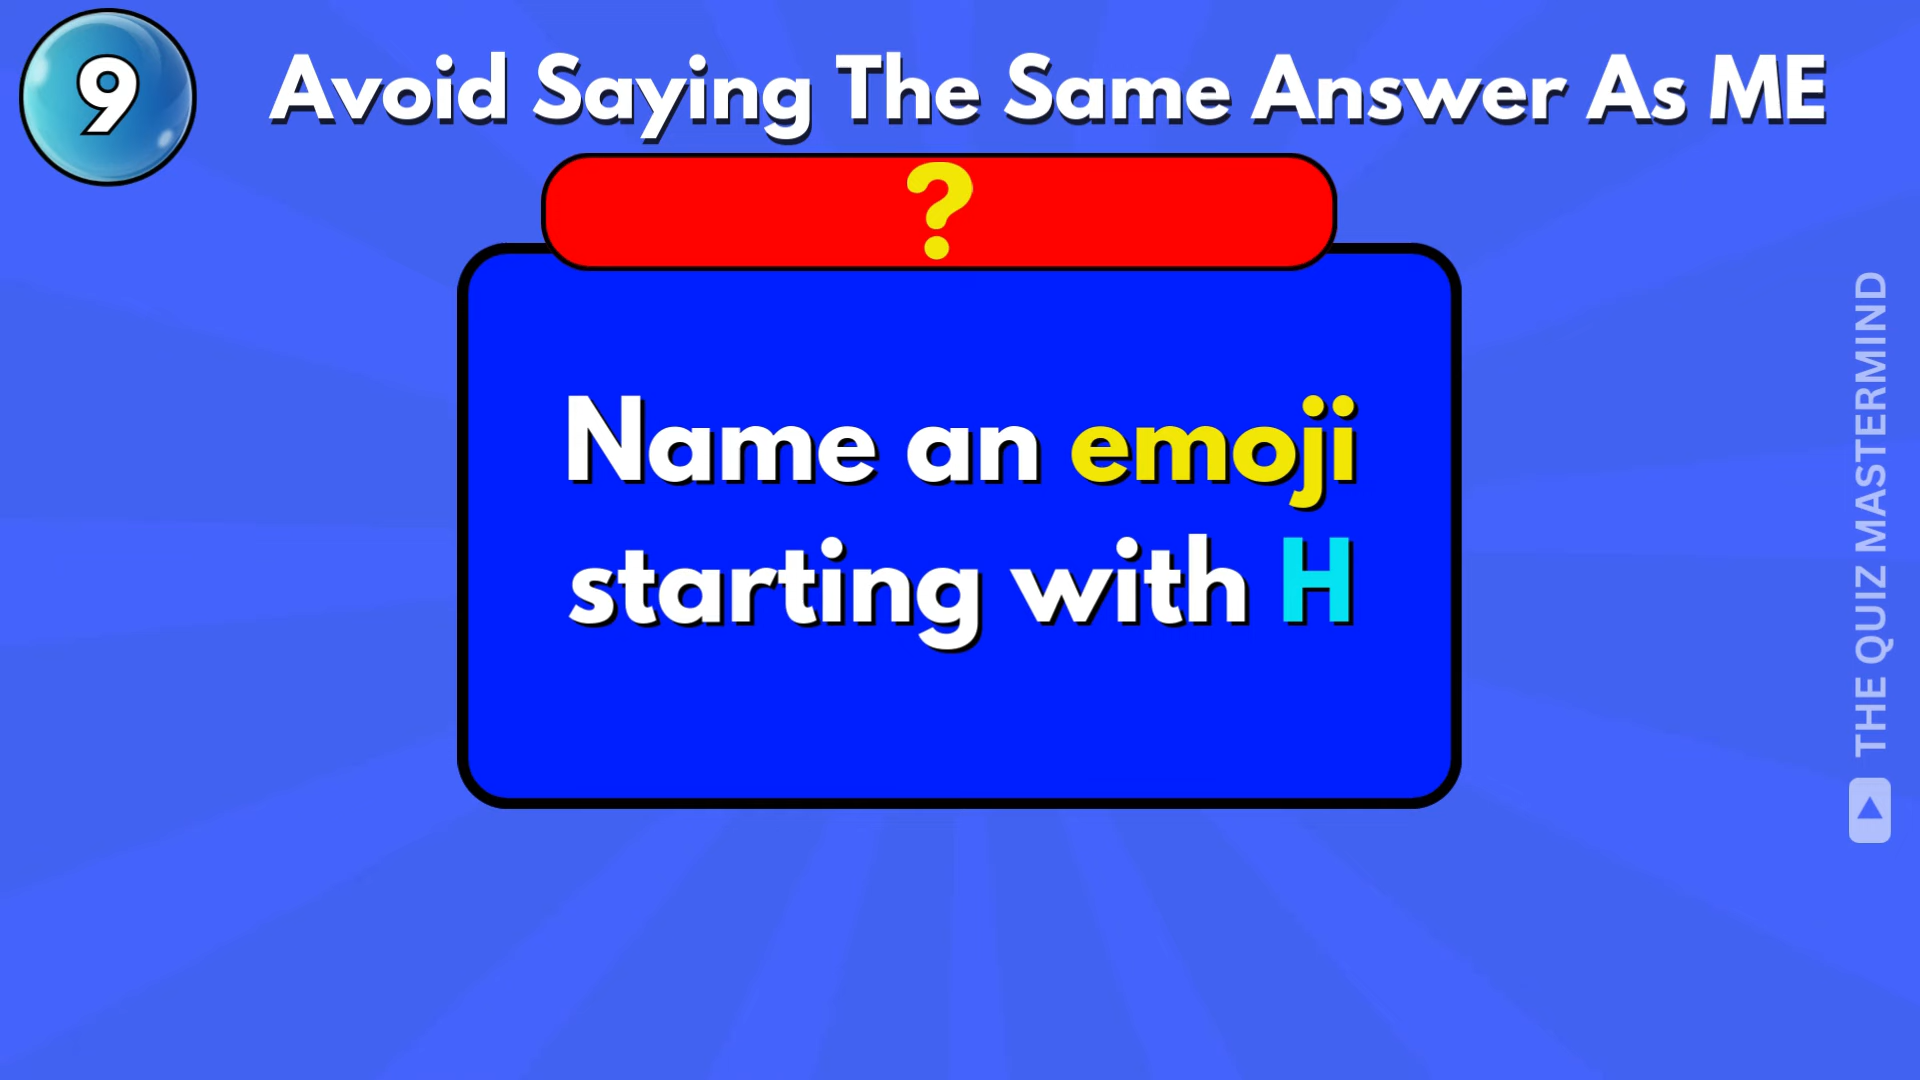 9
Avoid Saying The Same Answer As ME
?
Name an emoji
starting with H
THE QUIZ MASTERMIND